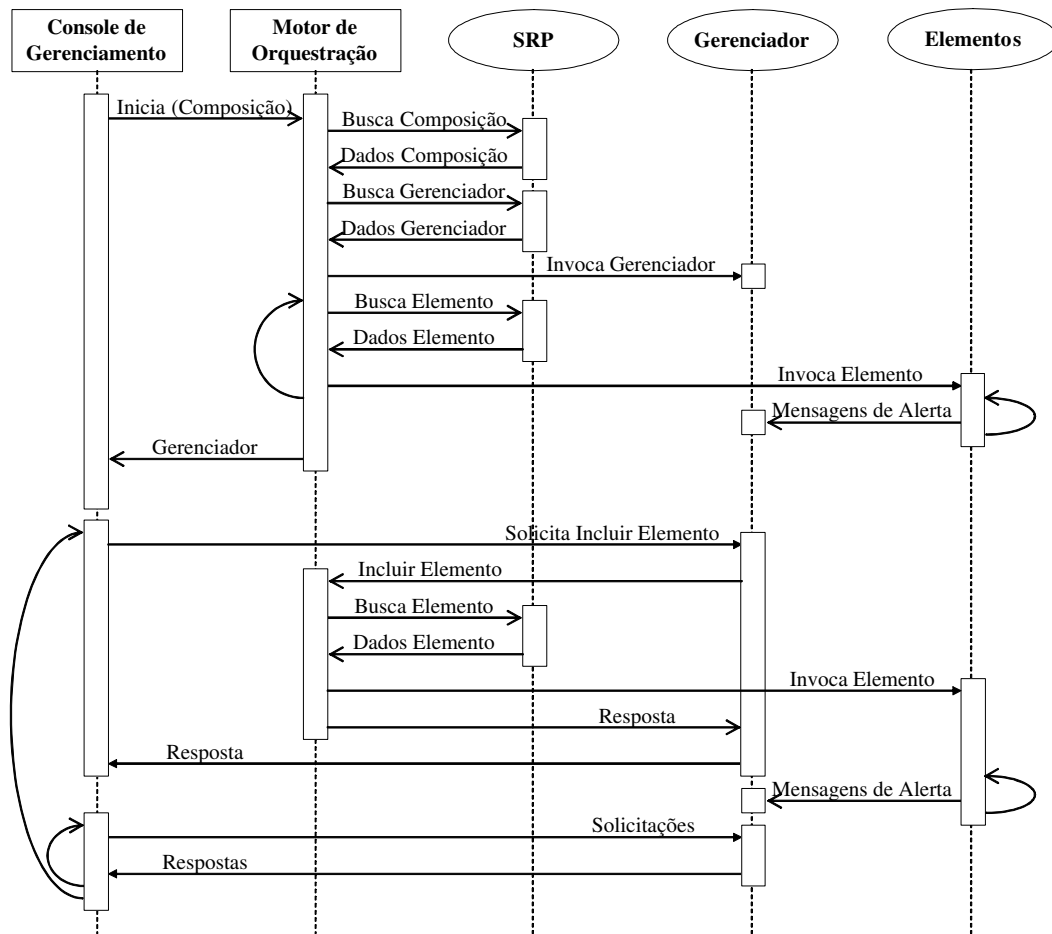 Console de
Gerenciamento
Motor de
Orquestração
SRP
Gerenciador
Elementos
Inicia (Composição)
Busca Composição
Dados Composição
Busca Gerenciador
Dados Gerenciador
Invoca Gerenciador
Busca Elemento
Dados Elemento
Invoca Elemento
Mensagens de Alerta
Gerenciador
Solicita Incluir Elemento
Incluir Elemento
Busca Elemento
Dados Elemento
Invoca Elemento
Resposta
Resposta
Mensagens de Alerta
Solicitações
Respostas